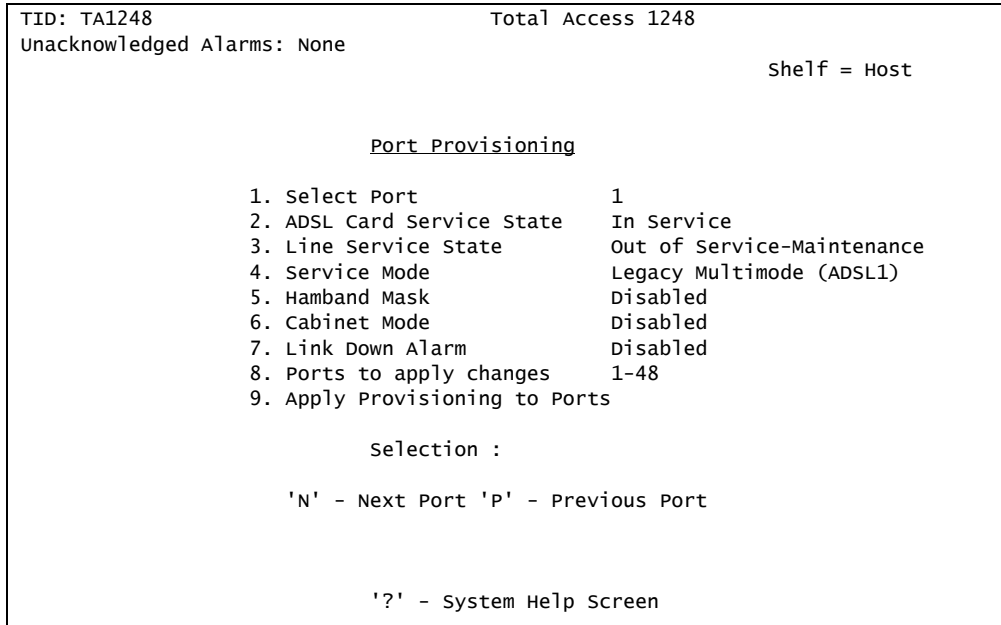 TID: TA1248 Total Access 1248
Unacknowledged Alarms: None
Shelf = Host
Port Provisioning
1. Select Port 1
2. ADSL Card Service State In Service
3. Line Service State Out of Service-Maintenance
4. Service Mode Legacy Multimode (ADSL1)
5. Hamband Mask Disabled
6. Cabinet Mode Disabled
7. Link Down Alarm Disabled
8. Ports to apply changes 1-48
9. Apply Provisioning to Ports
Selection :
'N' - Next Port 'P' - Previous Port
'?' - System Help Screen